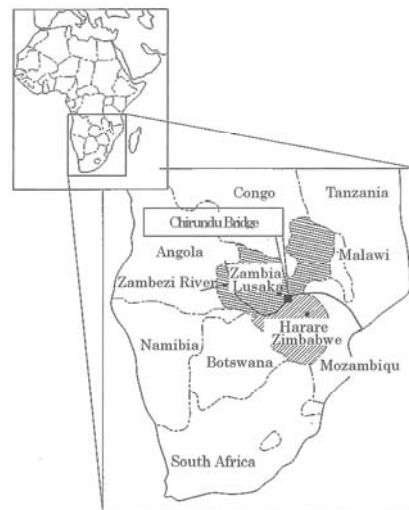 Congo
Tanzania
Chirundu Bridge
Angola
Malawi
Zambia
Zambezi River
Lusaka
Harare
Zimbabwe
Namibia
Botswana
Mozambiqu
South Africa